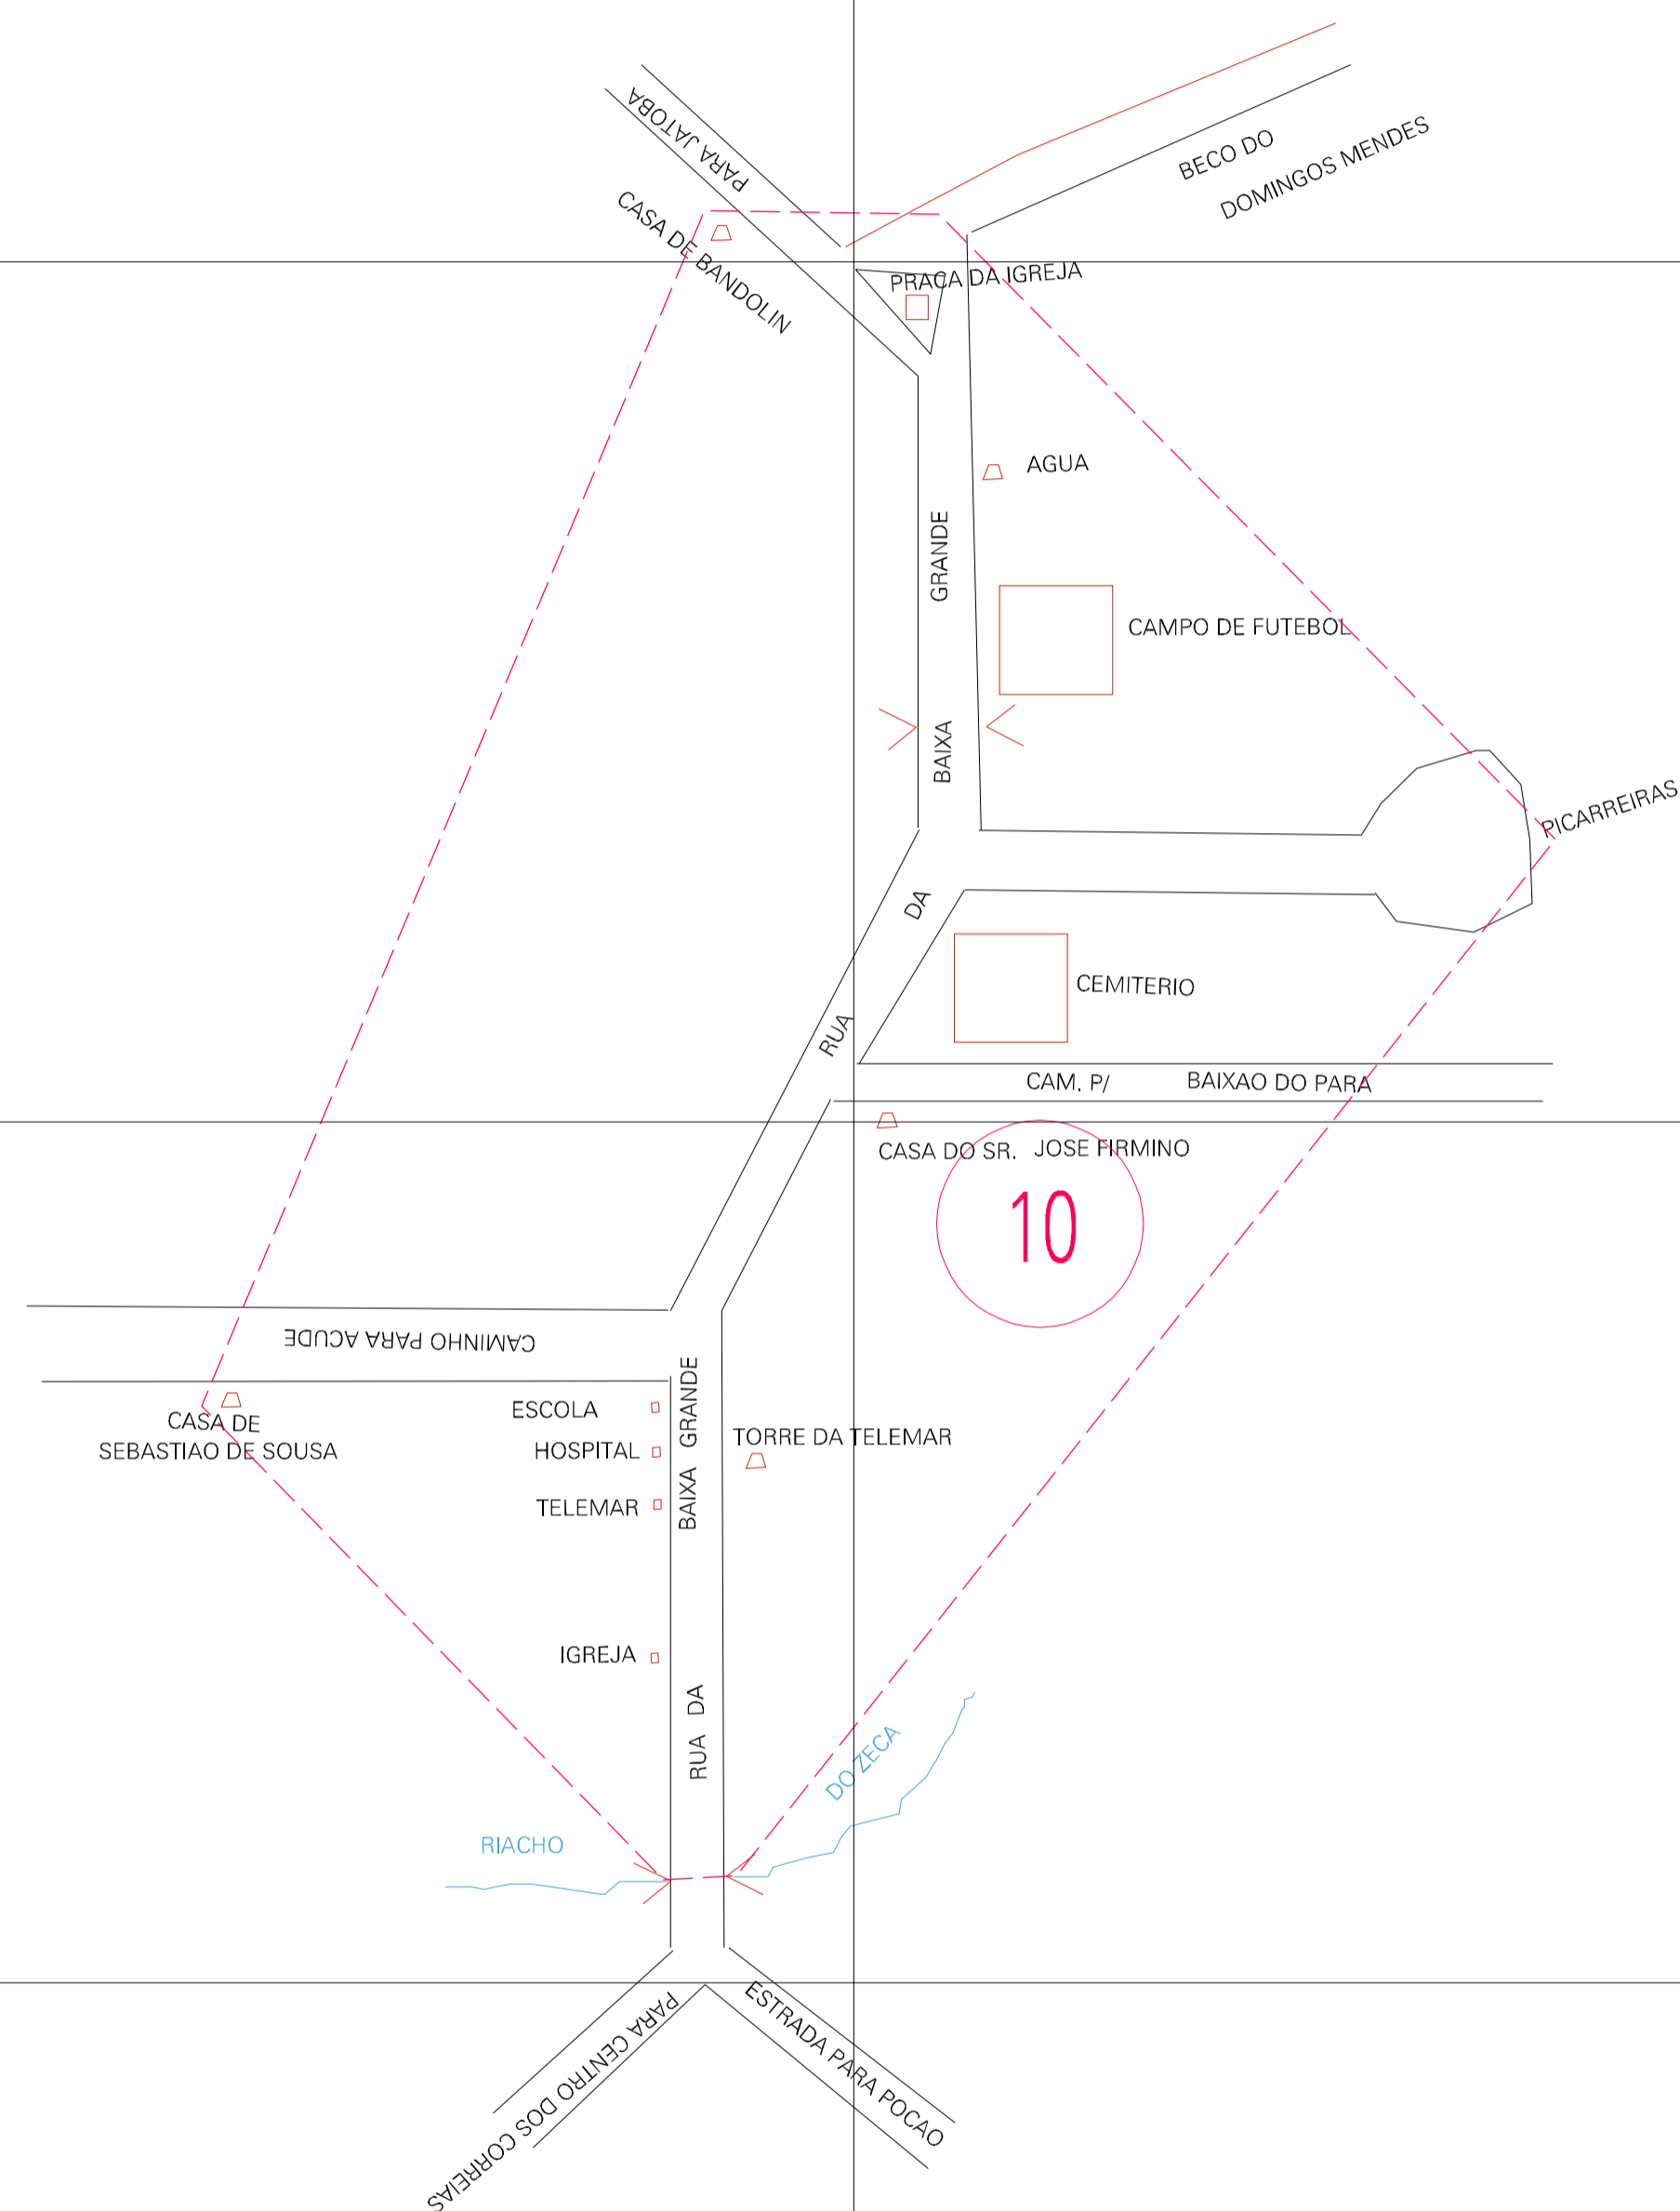 PARA JATOBA
BECO DO
DOMINGOS MENDES
CASA DE BANDOLIN
PRACA DA IGREJA
AGUA
GRANDE
CAMPO DE FUTEBOL
BAIXA
PICARREIRAS
DA
CEMITERIO
RUA
CAM. P/ BAIXAO DO PARA
CASA DO SR. JOSE FIRMINO
10
CAMINHO PARA ACUDE
CASA DE
SEBASTIAO DE SOUSA
ESCOLA
HOSPITAL
TELEMAR
TORRE DA TELEMAR
RUA DA BAIXA GRANDE
IGREJA
RIACHO
DO ZECA
PARA CENTRO DOS CORREIAS
ESTRADA PARA POCAO